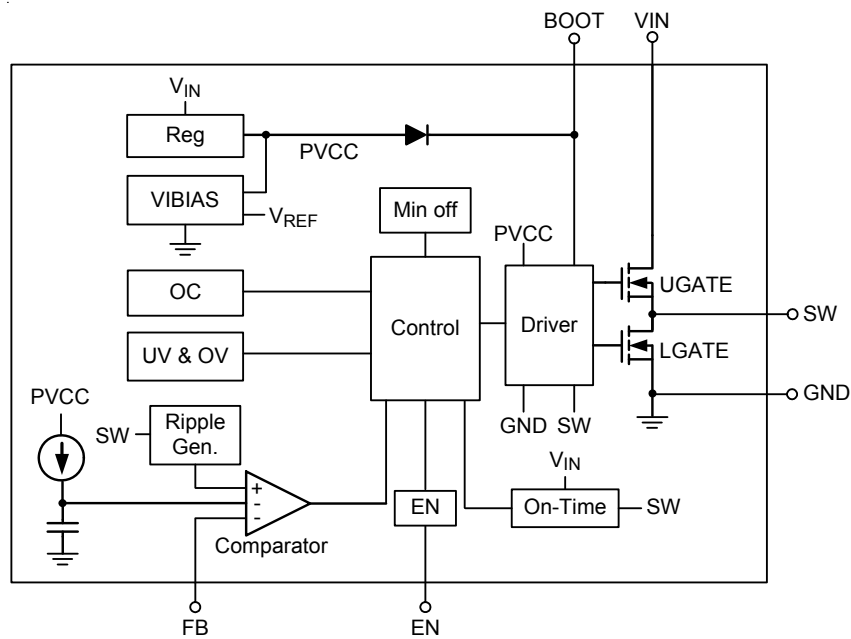 BOOT VIN
VIN
Reg
PVCC
VIBIAS
VREF
Min off
PVCC
OC
UV & OV
Control
Driver
UGATE
LGATE
SW
GND
GND SW
PVCC
SW
Ripple
Gen.
+
-
-
Comparator
EN
VIN
On-Time
SW
FB
EN